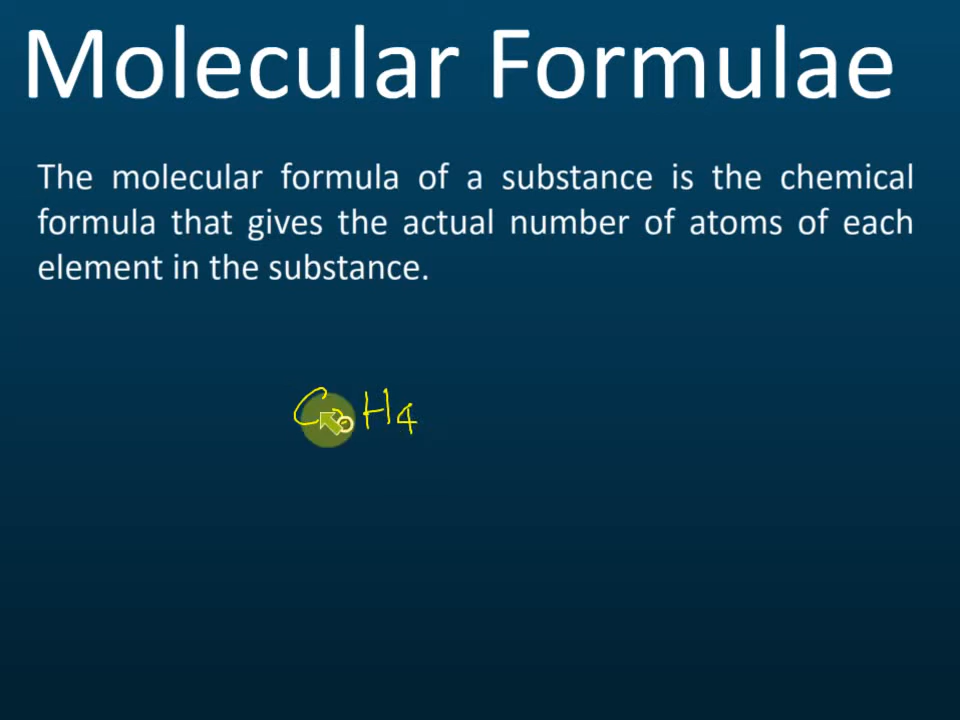 Molecular Formulae
The molecular formula of a substance is the chemical
formula that gives the actual number of atoms of each
element in the substance.
H4